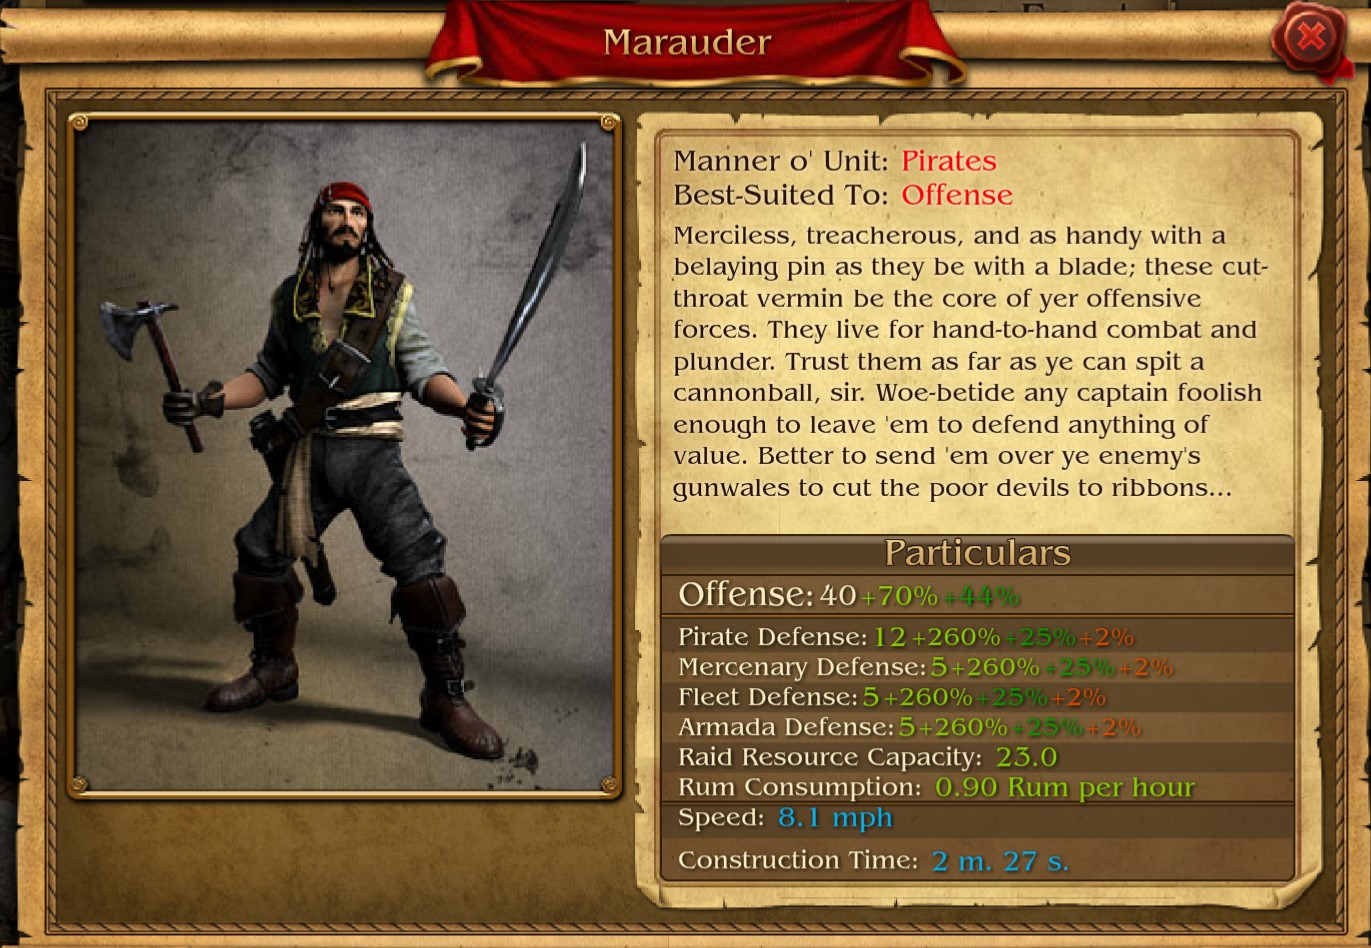 Marauder
Manner o' Unit: Pirates
Best-Suited To: Offense
Merciless, treacherous, and as handy with a
belaying pin as they be with a blade; these cut-
throat vermin be the core of yer offensive
forces. They live for hand-to-hand combat and
plunder. Trust them as far as ye can spit a
cannonball, sir. Woe-betide any captain foolish
enough to leave 'em to defend anything of
value. Better to send 'em over ye enemy's
gunwales to cut the poor devils to ribbons...
Particulars
Offense: 40 +70% +44%
Pirate Defense: 12 +260% +25% +2%
Mercenary Defense: 5 +260% +25% +2%
Fleet Defense: 5 +260% +25% +2%
Armada Defense: 5 +260% +25% +2%
Raid Resource Capacity: 23.0
Rum Consumption: 0.90 Rum per hour
Speed: 8.1 mph
Construction Time: 2 m. 27 s.